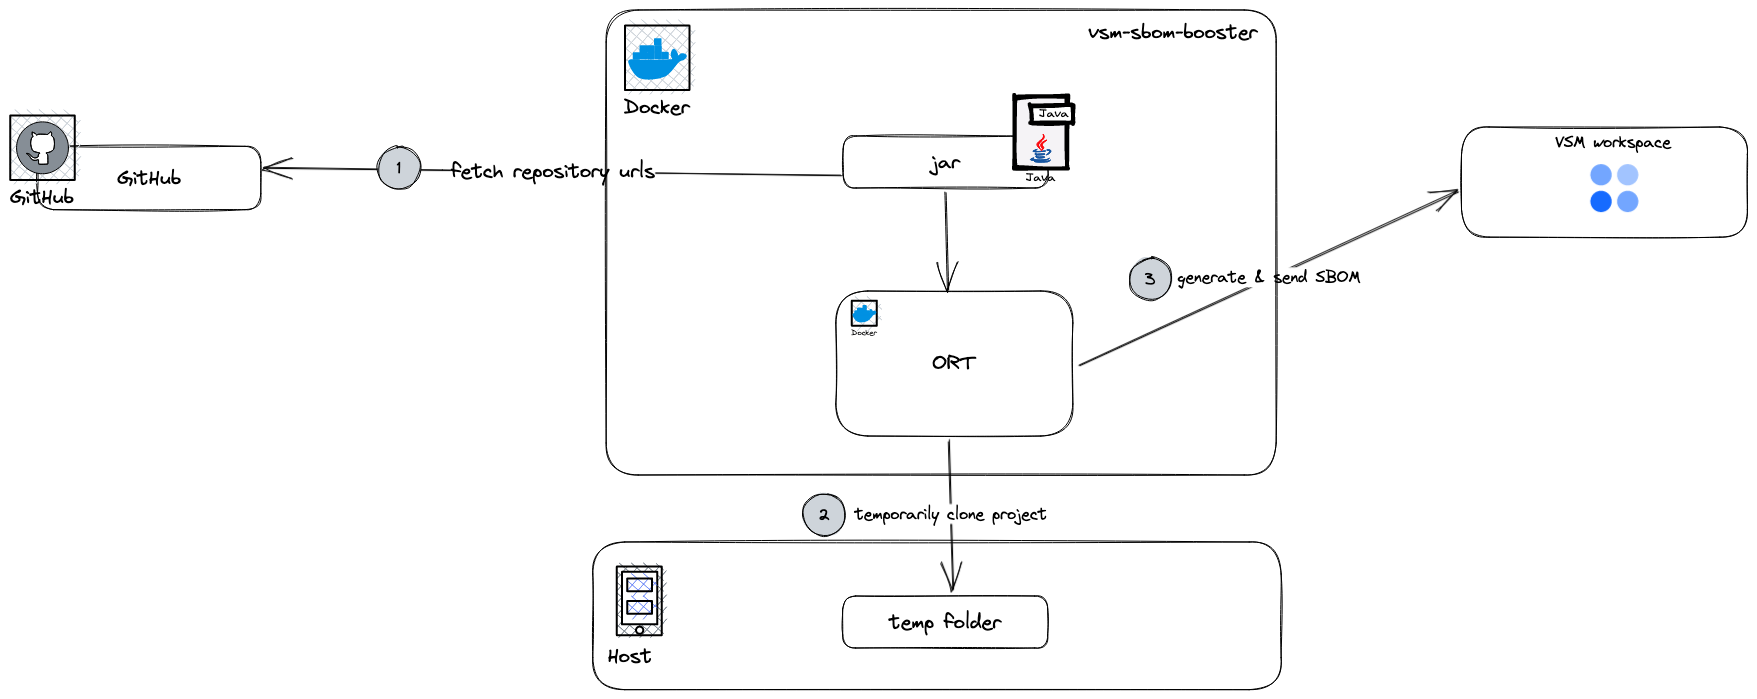 vsm-sbom-booster
Docker
Java
jar
Java
VSM workspace
GitHub
GitHub
1
fetch repository urls
3
generate & send SBOM
Docker
ORT
2
temporarily clone project
temp folder
Host